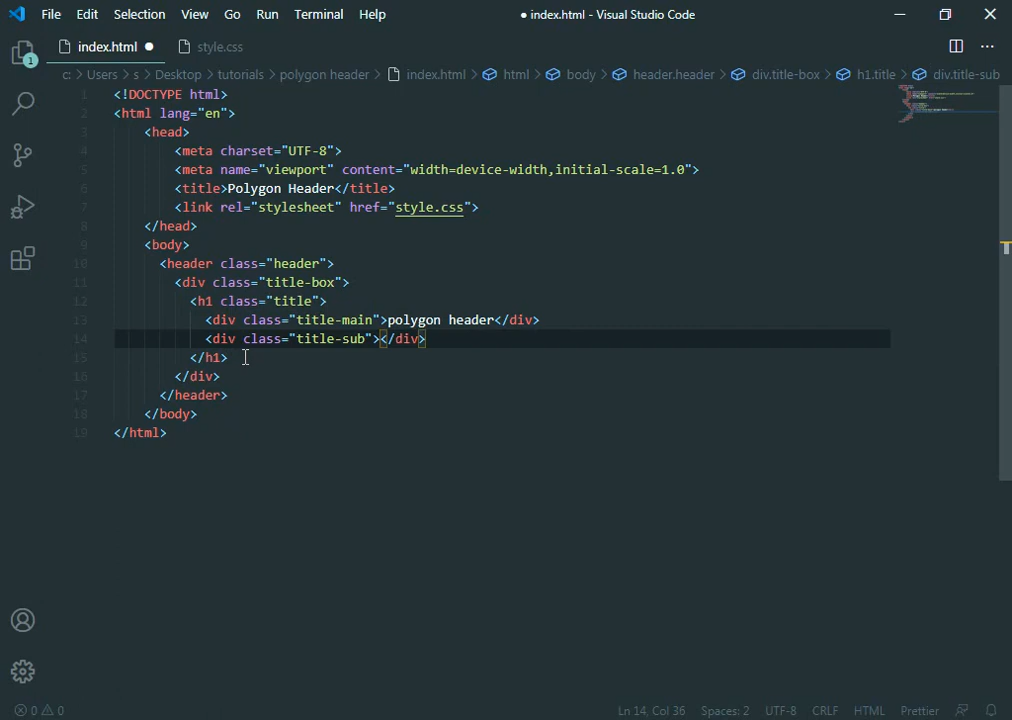 File Edit Selection View Go Run Terminal Help ● index.html - Visual Studio Code
index.html ● style.css
1
c: > Users > s > Desktop > tutorials > polygon header > index.html > html > body > header.header > div.title-box > h1.title > div.title-sub
1 <!DOCTYPE html>
2 <html lang="en">
3 <head>
4 <meta charset="UTF-8">
5 <meta name="viewport" content="width=device-width,initial-scale=1.0">
6 <title>Polygon Header</title>
7 <link rel="stylesheet" href="style.css">
8 </head>
9 <body>
10 <header class="header">
11 <div class="title-box">
12 <h1 class="title">
13 <div class="title-main">polygon header</div>
14 <div class="title-sub"></div>
15 </h1>
16 </div>
17 </header>
18 </body>
19 </html>
0 0 Ln 14, Col 36 Spaces: 2 UTF-8 CRLF HTML Prettier